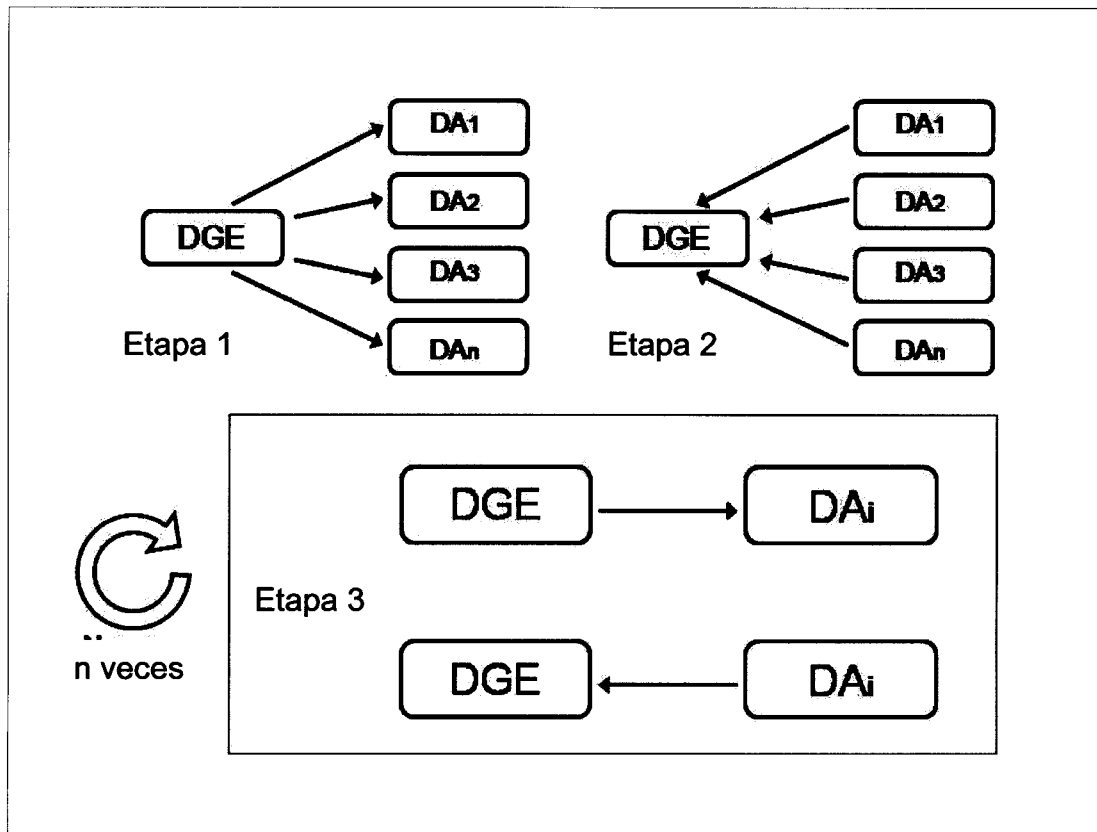 DA1
DA2
DGE
DA3
DAn
Etapa 1
DA1
DA2
DGE
DA3
DAn
Etapa 2
DGE
DAi
Etapa 3
DGE
DAi
n veces